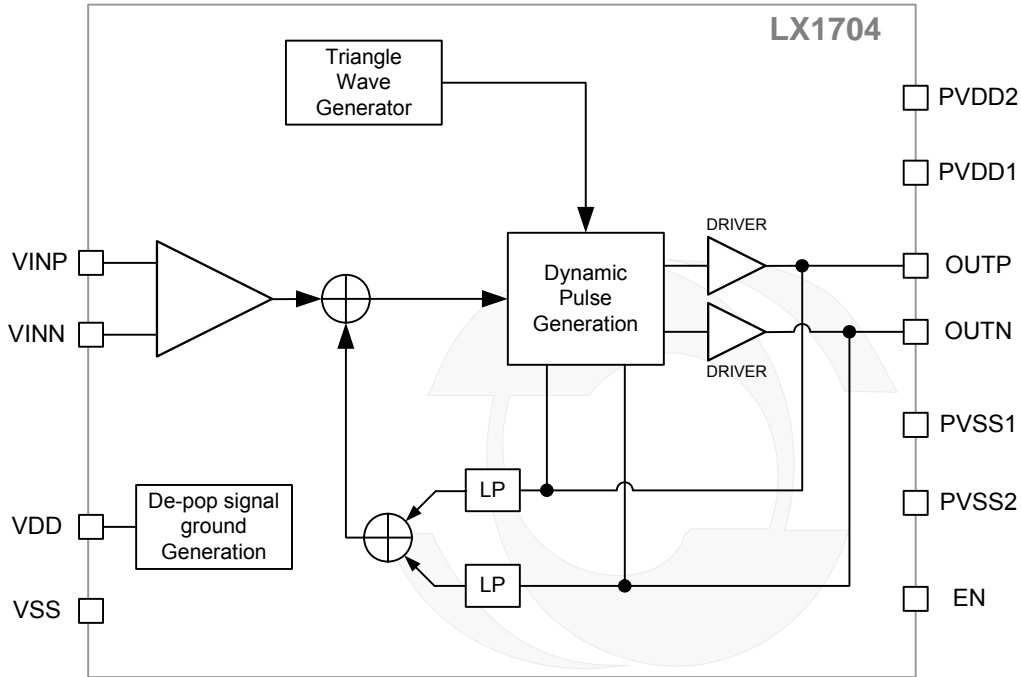 LX1704
Triangle
Wave
Generator
PVDD2
PVDD1
DRIVER
VINP
OUTP
Dynamic
Pulse
Generation
VINN
OUTN
DRIVER
PVSS1
LP
De-pop signal
ground
Generation
VDD
PVSS2
LP
VSS
EN